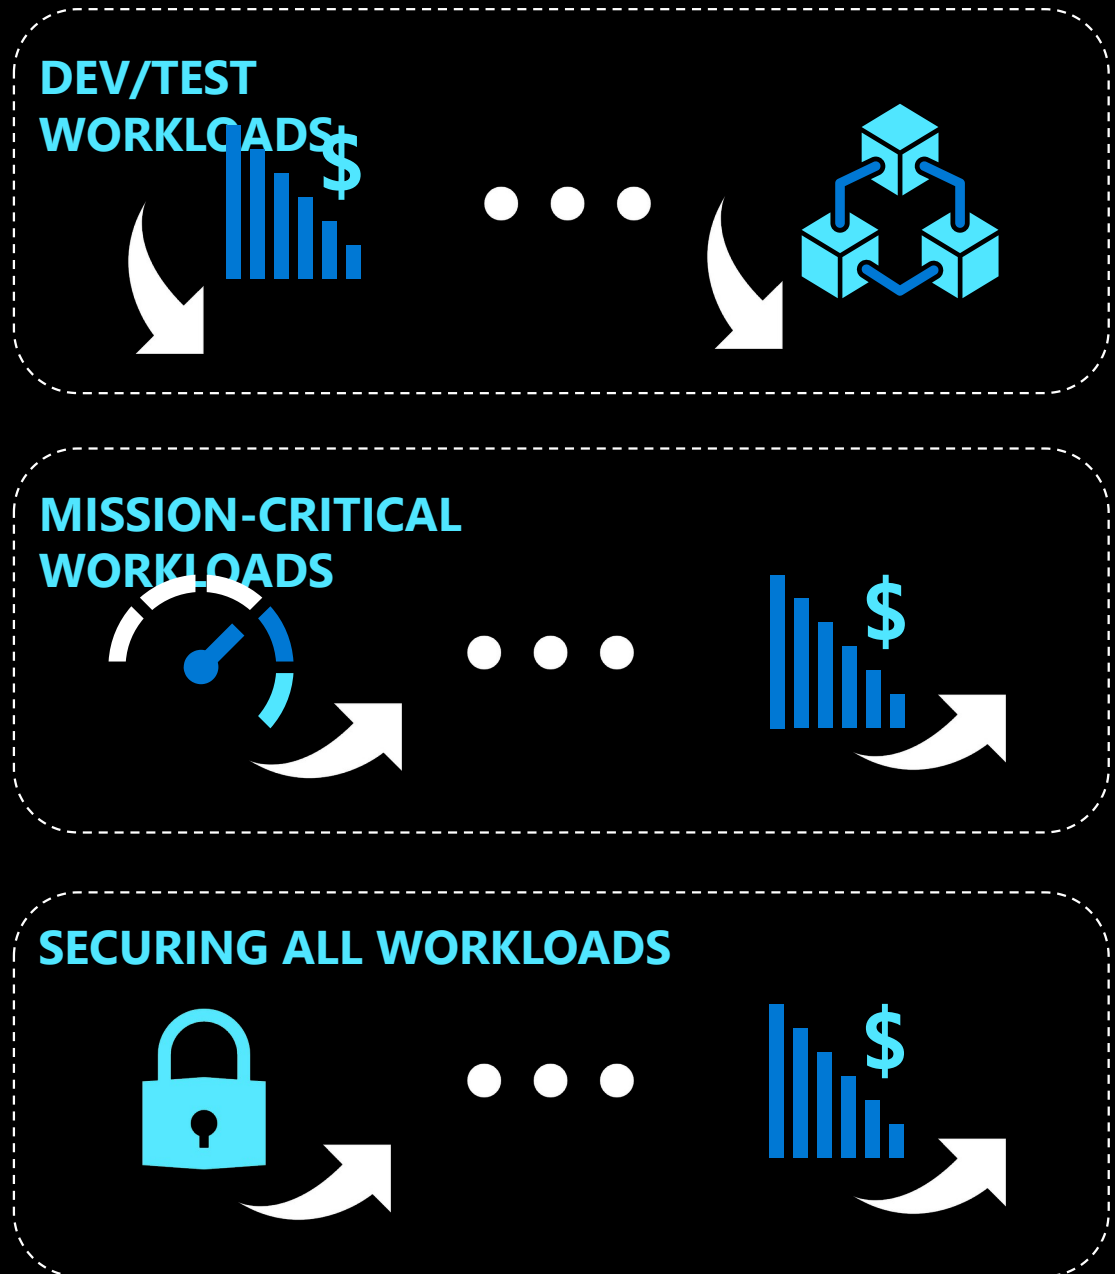 DEV/TEST
WORKLOADS
$
MISSION-CRITICAL
WORKLOADS
$
SECURING ALL WORKLOADS
$